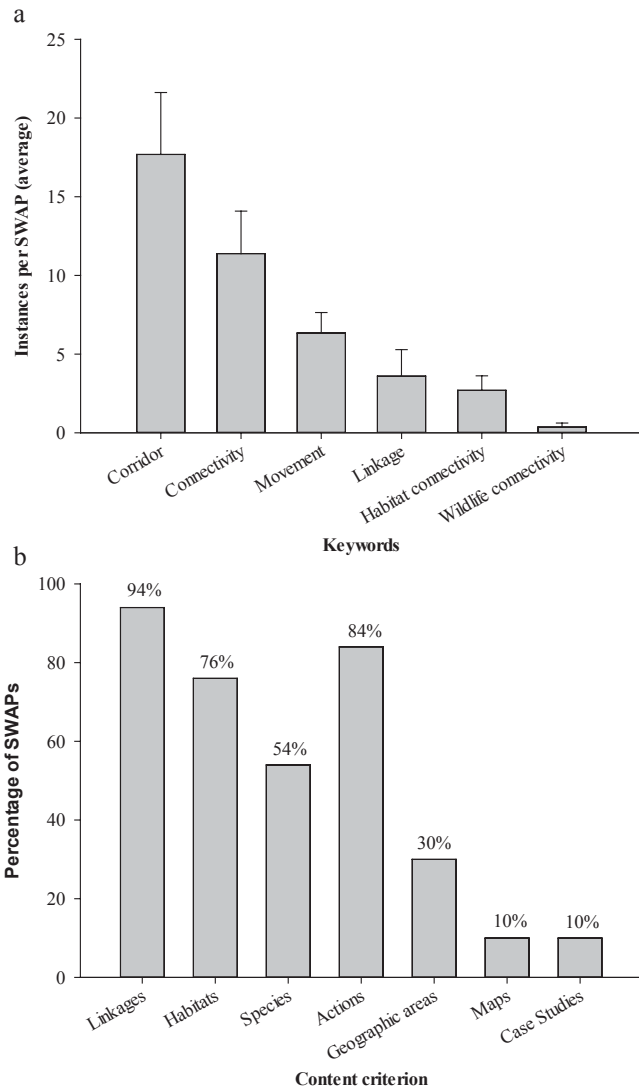 a
25
20
15
10
5
0
Instances per SWAP (average)
Corridor
Connectivity
Movement
Linkage
Habitat connectivity
Wildlife connectivity
Keywords
b
100
80
60
40
20
0
Percentage of SWAPs
94%
76%
54%
84%
30%
10%
10%
Linkages
Habitats
Species
Actions
Geographic areas
Maps
Case Studies
Content criterion